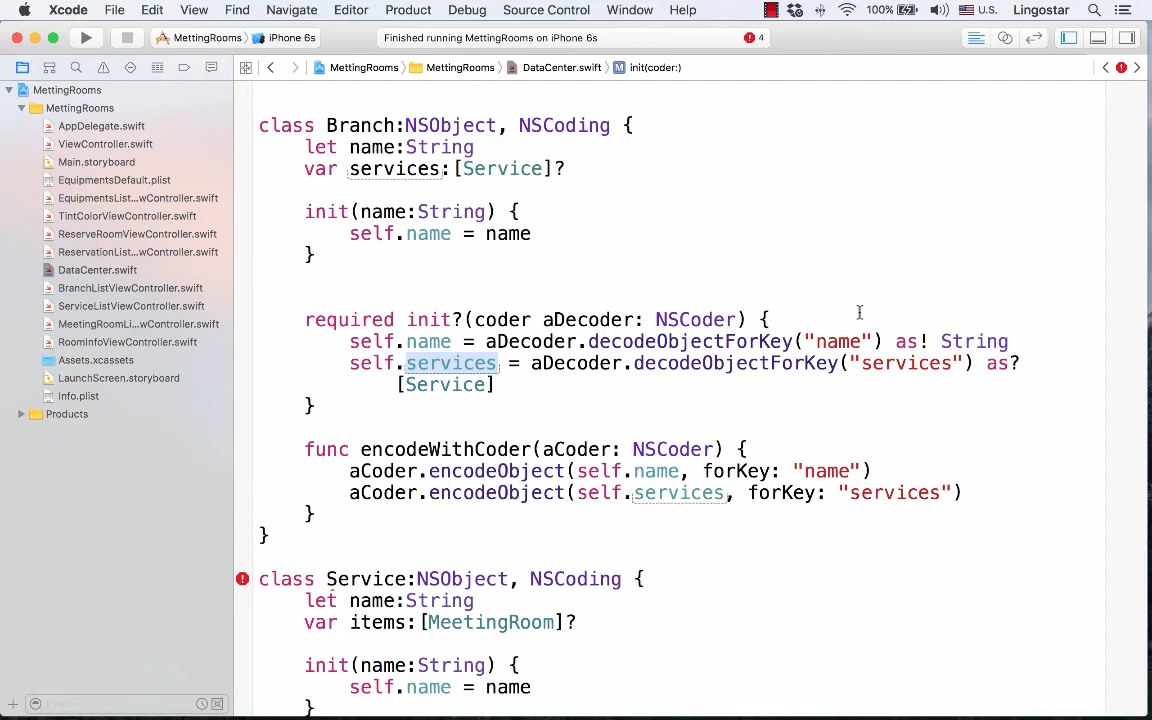 Xcode File Edit View Find Navigate Editor Product Debug Source Control Window Help 100% U.S. Lingostar
MettingRooms iPhone 6s Finished running MettingRooms on iPhone 6s 4
MettingRooms MettingRooms DataCenter.swift M init(coder:)
MettingRooms
MettingRooms
AppDelegate.swift
ViewController.swift
Main.storyboard
EquipmentsDefault.plist
EquipmentsList...wController.swift
TintColorViewController.swift
ReserveRoomViewController.swift
ReservationList...wController.swift
DataCenter.swift
BranchListViewController.swift
ServiceListViewController.swift
MeetingRoomLi...wController.swift
RoomInfoViewController.swift
Assets.xcassets
LaunchScreen.storyboard
Info.plist
Products
Filter
class Branch:NSObject, NSCoding {
let name:String
var services:[Service]?
init(name:String) {
self.name = name
}
required init?(coder aDecoder: NSCoder) {
self.name = aDecoder.decodeObjectForKey("name") as! String
self.services = aDecoder.decodeObjectForKey("services") as?
[Service]
}
func encodeWithCoder(aCoder: NSCoder) {
aCoder.encodeObject(self.name, forKey: "name")
aCoder.encodeObject(self.services, forKey: "services")
}
}
class Service:NSObject, NSCoding {
let name:String
var items:[MeetingRoom]?
init(name:String) {
self.name = name
}